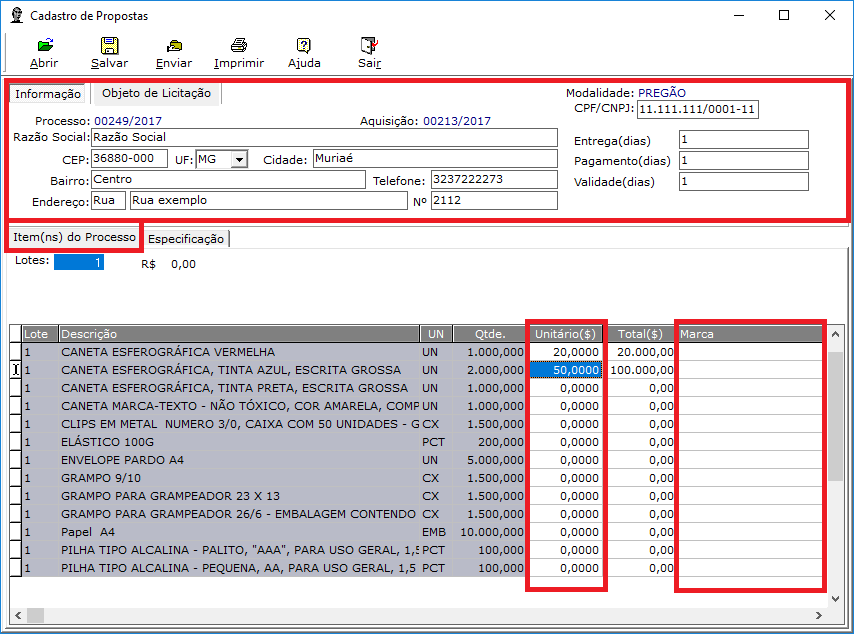 Cadastro de Propostas
Abrir Salvar Enviar Imprimir Ajuda Sair
Informação Objeto de Licitação
Modalidade: PREGÃO
CPF/CNPJ: 11.111.111/0001-11
Processo: 00249/2017 Aquisição: 00213/2017
Razão Social: Razão Social
Entrega(dias) 1
CEP: 36880-000 UF: MG Cidade: Muriaé
Pagamento(dias) 1
Bairro: Centro Telefone: 3237222273
Validade(dias) 1
Endereço: Rua Rua exemplo Nº 2112
Item(ns) do Processo Especificação
Lotes: 1 R$ 0,00
Lote Descrição UN Qtde. Unitário($) Total($) Marca
1 CANETA ESFEROGRÁFICA VERMELHA UN 1.000,000 20,0000 20.000,00
1 CANETA ESFEROGRÁFICA, TINTA AZUL, ESCRITA GROSSA UN 2.000,000 50,0000 100.000,00
1 CANETA ESFEROGRÁFICA, TINTA PRETA, ESCRITA GROSSA UN 1.000,000 0,0000 0,00
1 CANETA MARCA-TEXTO - NÃO TÓXICO, COR AMARELA, COMP UN 1.000,000 0,0000 0,00
1 CLIPS EM METAL NUMERO 3/0, CAIXA COM 50 UNIDADES - G CX 1.500,000 0,0000 0,00
1 ELÁSTICO 100G PCT 200,000 0,0000 0,00
1 ENVELOPE PARDO A4 UN 5.000,000 0,0000 0,00
1 GRAMPO 9/10 CX 1.500,000 0,0000 0,00
1 GRAMPO PARA GRAMPEADOR 23 X 13 CX 1.500,000 0,0000 0,00
1 GRAMPO PARA GRAMPEADOR 26/6 - EMBALAGEM CONTENDO CX 1.500,000 0,0000 0,00
1 Papel A4 EMB 10.000,000 0,0000 0,00
1 PILHA TIPO ALCALINA - PALITO, "AAA", PARA USO GERAL, 1,5 PCT 100,000 0,0000 0,00
1 PILHA TIPO ALCALINA - PEQUENA, AA, PARA USO GERAL, 1,5 PCT 100,000 0,0000 0,00